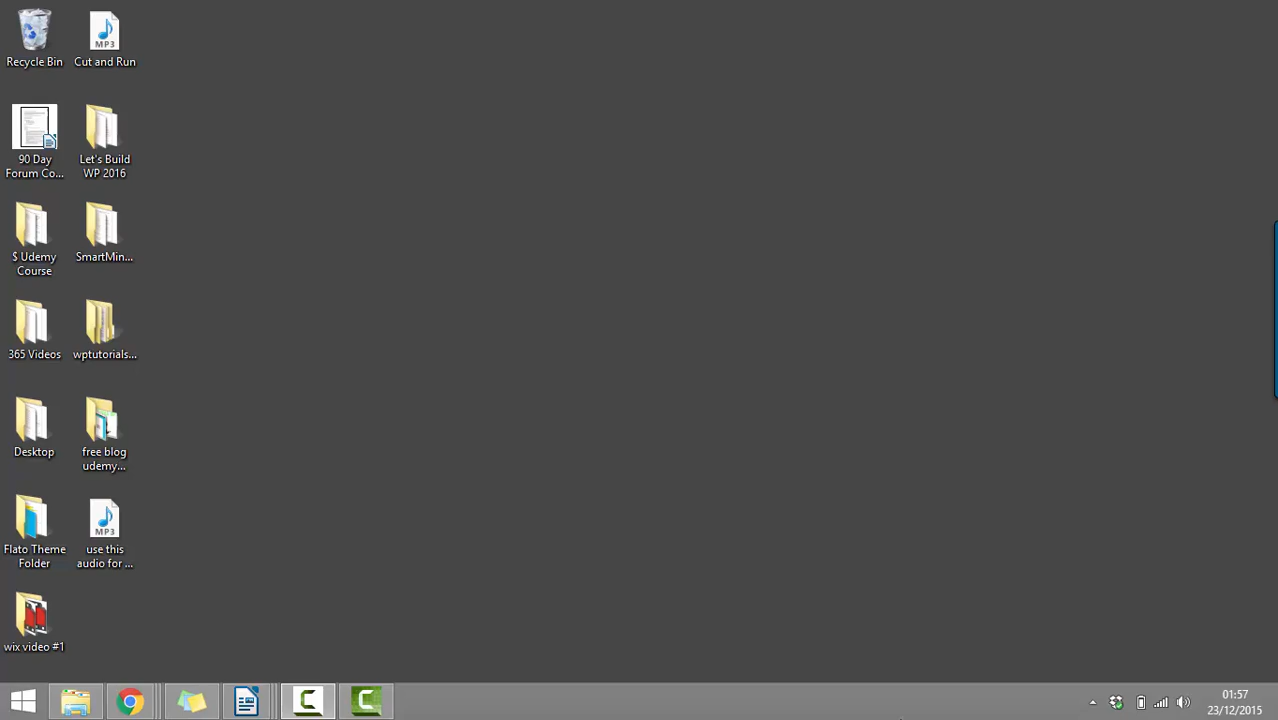 Recycle Bin
MP3
Cut and Run
90 Day
Forum Co...
Let's Build
WP 2016
$ Udemy
Course
SmartMin...
365 Videos
wptutorials...
Desktop
free blog
udemy...
Flato Theme
Folder
MP3
use this
audio for ...
wix video #1
01:57
23/12/2015